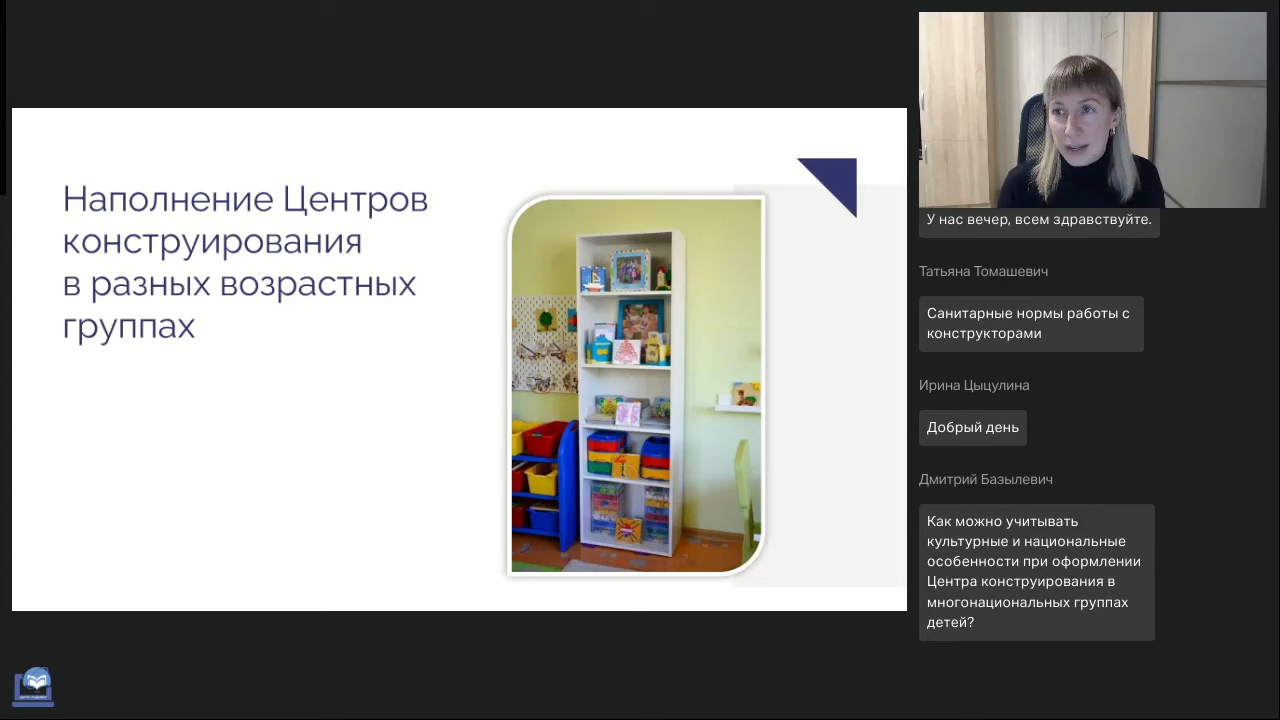 Наполнение Центров
конструирования
в разных возрастных
группах
У нас вечер, всем здравствуйте.
Татьяна Томашевич
Санитарные нормы работы с
конструкторами
Ирина Цыцулина
Добрый день
Дмитрий Базылевич
Как можно учитывать
культурные и национальные
особенности при оформлении
Центра конструирования в
многонациональных группах
детей?